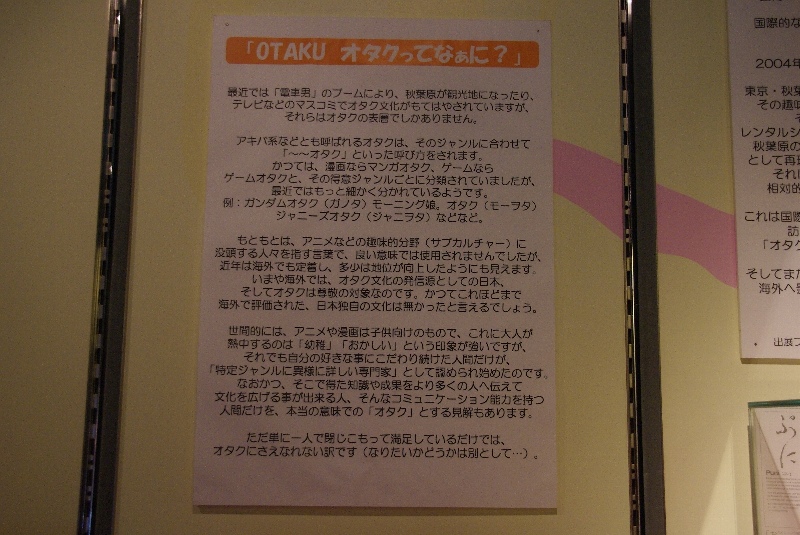 「OTAKU オタクってなぁに？」
最近では「電車男」のブームにより、秋葉原が観光地になったり、
テレビなどのマスコミでオタク文化がもてはやされていますが、
それらはオタクの表層でしかありません。
アキバ系などとも呼ばれるオタクは、そのジャンルに合わせて
「〜〜オタク」といった呼び方をされます。
かつては、漫画ならマンガオタク、ゲームなら
ゲームオタクと、その得意ジャンルごとに分類されていましたが、
最近ではもっと細かく分かれているようです。
例：ガンダムオタク（ガノタ）モーニング娘。オタク（モーヲタ）
ジャニーズオタク（ジャニヲタ）などなど。
もともとは、アニメなどの趣味的分野（サブカルチャー）に
没頭する人々を指す言葉で、良い意味では使用されませんでしたが、
近年は海外でも定着し、多少は地位が向上したようにも見えます。
いまや海外では、オタク文化の発信源としての日本、
そしてオタクは尊敬の対象なのです。かつてこれほどまで
海外で評価された、日本独自の文化は無かったと言えるでしょう。
世間的には、アニメや漫画は子供向けのもので、これに大人が
熱中するのは「幼稚」「おかしい」という印象が強いですが、
それでも自分の好きな事にこだわり続けた人間だけが、
「特定ジャンルに異様に詳しい専門家」として認められ始めたのです。
なおかつ、そこで得た知識や成果をより多くの人へ伝えて
文化を広げる事が出来る人、そんなコミュニケーション能力を持つ
人間だけを、本当の意味での「オタク」とする見解もあります。
ただ単に一人で閉じこもって満足しているだけでは、
オタクにさえなれない訳です（なりたいかどうかは別として…）。
国際的な
2004年
東京・秋葉
その趣味
そ
レンタルシ
秋葉原の
として再
それに
相対的
これは国際
訪
「オタク
そしてまた
海外へ
出展フ
ぷ
に